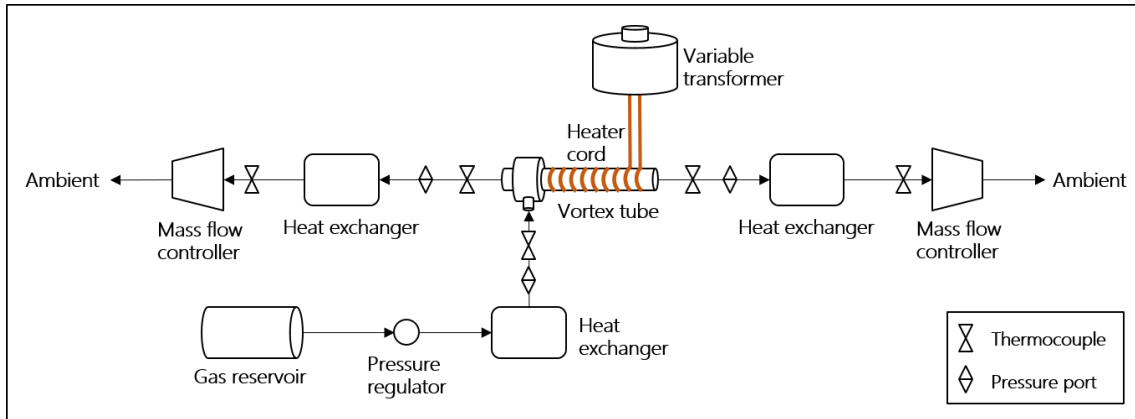 Variable
transformer
Heater
cord
Ambient
Ambient
Vortex tube
Mass flow
controller
Heat exchanger
Heat exchanger
Mass flow
controller
Heat
exchanger
Gas reservoir
Pressure
regulator
Thermocouple
Pressure port